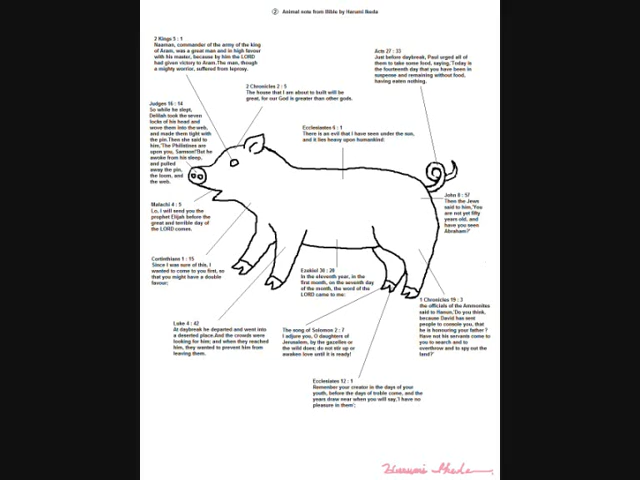 ② Animal note from Bible by Harumi Ikeda
2 Kings 5 : 1
Naaman, commander of the army of the king
of Aram, was a great man and in high favour
with his master, because by him the LORD
had given victory to Aram.The man, though
a mighty warrior, suffered from leprosy.
Acts 27 : 33
Just before daybreak, Paul urged all of
them to take some food, saying,'Today is
the fourteenth day that you have been in
suspense and remaining without food,
having eaten nothing.
2 Chronicles 2 : 5
The house that I am about to built will be
great, for our God is greater than other gods.
Judges 16 : 14
So while he slept,
Delilah took the seven
locks of his head and
wove them into the web,
and made them tight with
the pin.Then she said to
him,'The Philistines are
upon you, Samson!'But he
awoke from his sleep,
and pulled
away the pin,
the loom, and
the web.
Ecclesiastes 6 : 1
There is an evil that I have seen under the sun,
and it lies heavy upon humankind:
John 8 : 57
Then the Jews
said to him,'You
are not yet fifty
years old, and
have you seen
Abraham?'
Malachi 4 : 5
Lo, I will send you the
prophet Elijah before the
great and terrible day of
the LORD comes.
Corinthians 1 : 15
Since I was sure of this, I
wanted to come to you first, so
that you might have a double
favour;
Ezekiel 30 : 20
In the eleventh year, in the
first month, on the seventh day
of the month, the word of the
LORD came to me:
1 Chronicles 19 : 3
the officials of the Ammonites
said to Hanun,'Do you think,
because David has sent
people to console you, that
he is honouring your father ?
Have not his servants come to
you to search and to
overthrow and to spy out the
land?'
Luke 4 : 42
At daybreak he departed and went into
a deserted place.And the crowds were
looking for him; and when they reached
him, they wanted to prevent him from
leaving them.
The song of Solomon 2 : 7
I adjure you, O daughters of
Jerusalem, by the gazelles or
the wild does: do not stir up or
awaken love until it is ready!
Ecclesiastes 12 : 1
Remember your creator in the days of your
youth, before the days of treble come, and the
years draw near when you will say,'I have no
pleasure in them';
Harumi Ikeda